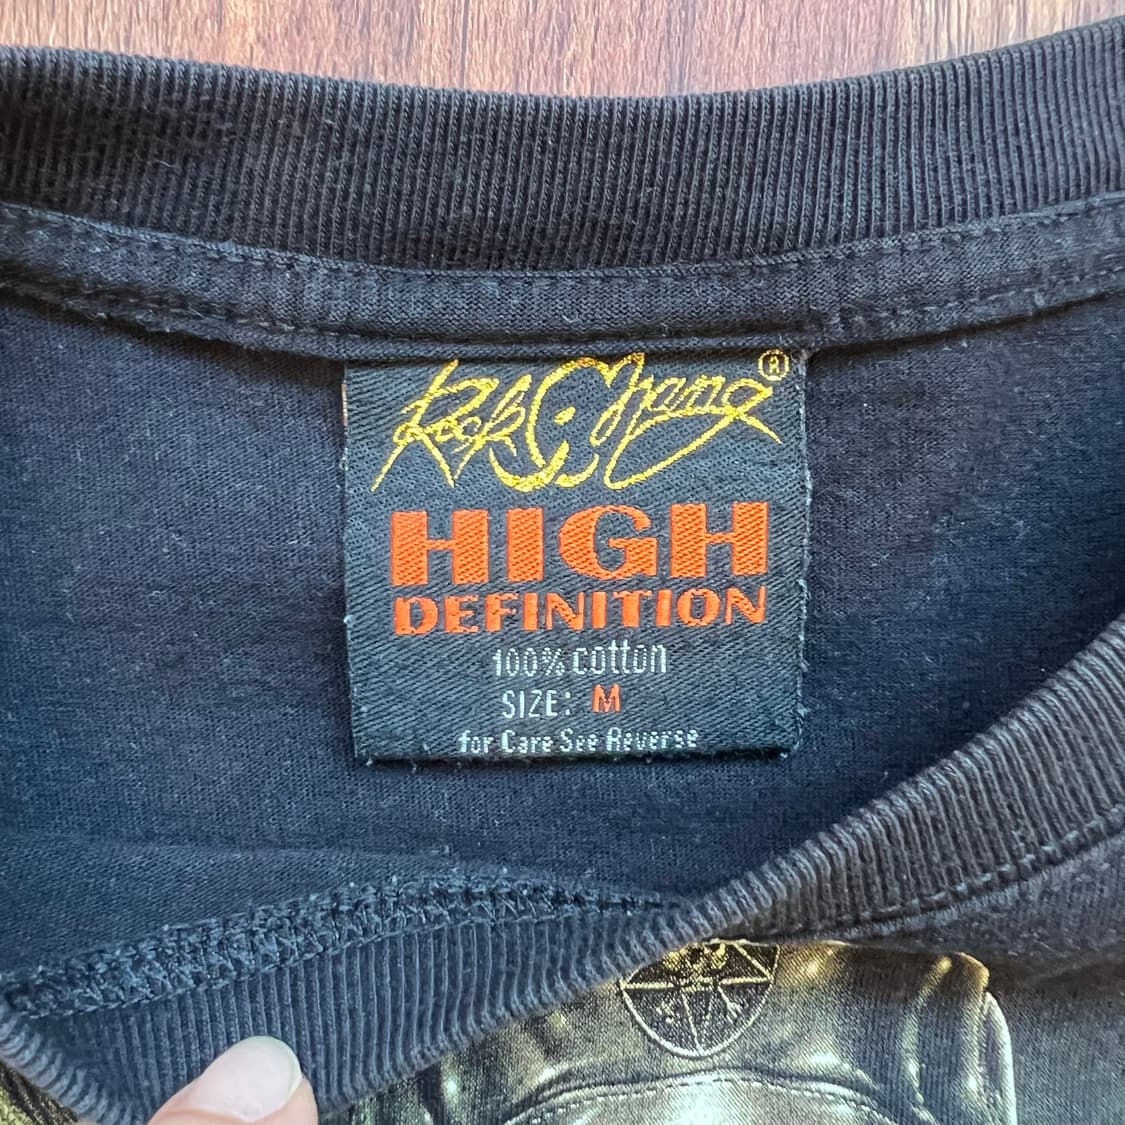 Rock Chang ®
HIGH
DEFINITION
100% cotton
SIZE: M
for Care See Reverse